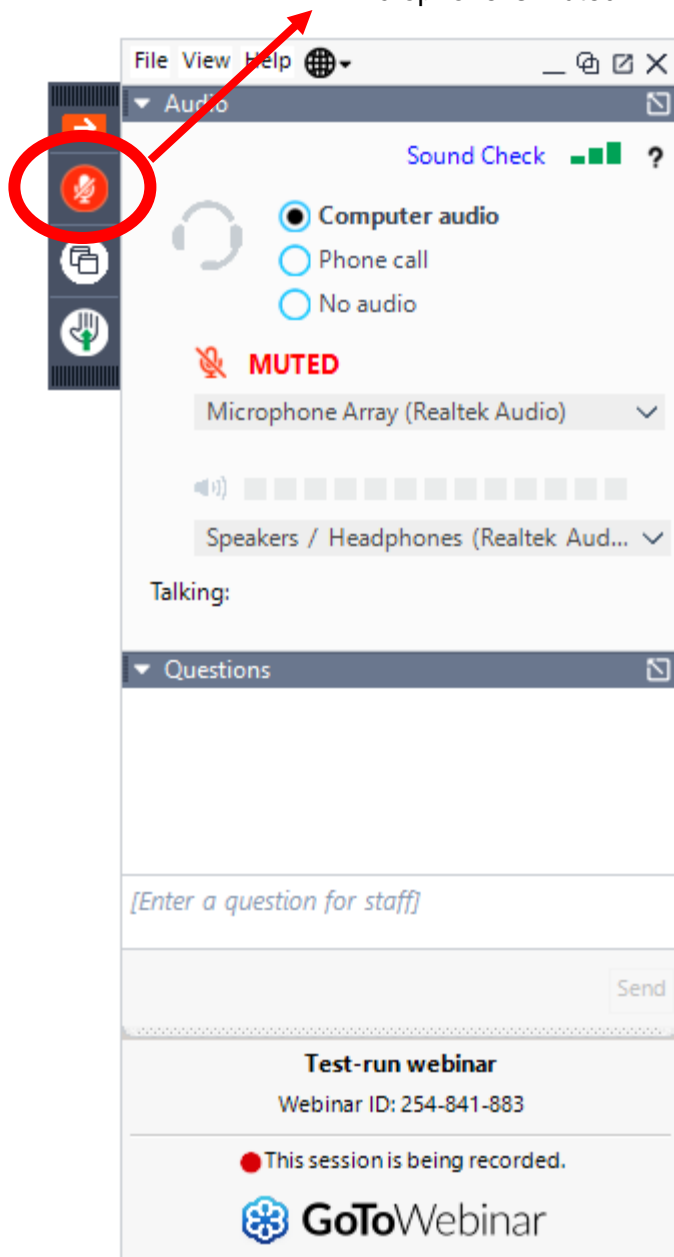 File View Help
Audio
Sound Check ?
Computer audio
Phone call
No audio
MUTED
Microphone Array (Realtek Audio)
Speakers / Headphones (Realtek Aud...
Talking:
Questions
[Enter a question for staff]
Send
Test-run webinar
Webinar ID: 254-841-883
This session is being recorded.
GoToWebinar